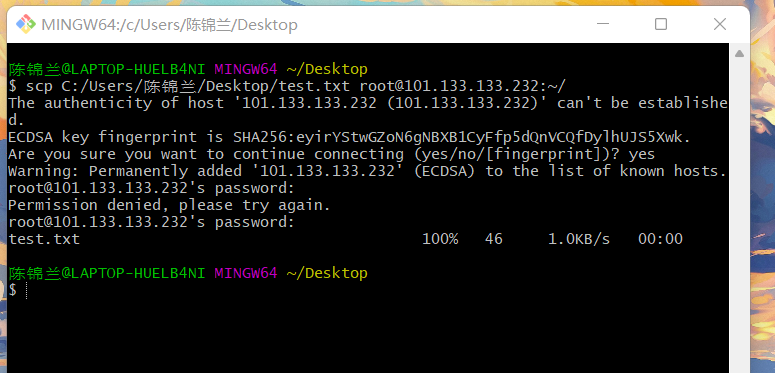 MINGW64:/c/Users/陈锦兰/Desktop
陈锦兰@LAPTOP-HUELB4NI MINGW64 ~/Desktop
$ scp C:/Users/陈锦兰/Desktop/test.txt root@101.133.133.232:~/
The authenticity of host '101.133.133.232 (101.133.133.232)' can't be establishe
d.
ECDSA key fingerprint is SHA256:eyirYStwGZoN6gNBXB1CyFfp5dQnVCQfDylhUJS5Xwk.
Are you sure you want to continue connecting (yes/no/[fingerprint])? yes
Warning: Permanently added '101.133.133.232' (ECDSA) to the list of known hosts.
root@101.133.133.232's password:
Permission denied, please try again.
root@101.133.133.232's password:
test.txt 100% 46 1.0KB/s 00:00
陈锦兰@LAPTOP-HUELB4NI MINGW64 ~/Desktop
$